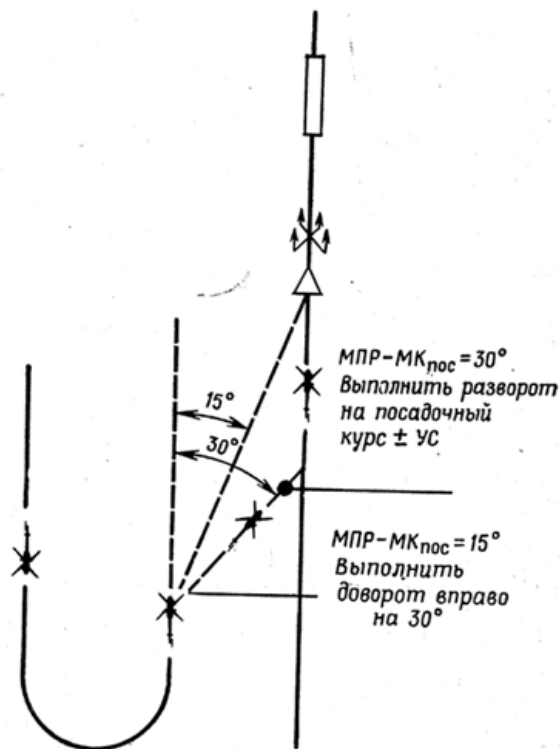 МПР-МКпос=30°
Выполнить разворот
на посадочный
курс ± УС
15°
30°
МПР-МКпос=15°
Выполнить
доворот вправо
на 30°